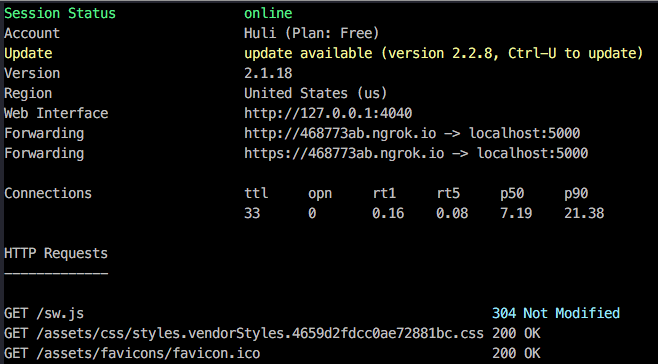 Session Status online
Account Huli (Plan: Free)
Update update available (version 2.2.8, Ctrl-U to update)
Version 2.1.18
Region United States (us)
Web Interface http://127.0.0.1:4040
Forwarding http://468773ab.ngrok.io -> localhost:5000
Forwarding https://468773ab.ngrok.io -> localhost:5000
Connections ttl opn rt1 rt5 p50 p90
33 0 0.16 0.08 7.19 21.38
HTTP Requests
-------------
GET /sw.js 304 Not Modified
GET /assets/css/styles.vendorStyles.4659d2fdcc0ae72881bc.css 200 OK
GET /assets/favicons/favicon.ico 200 OK